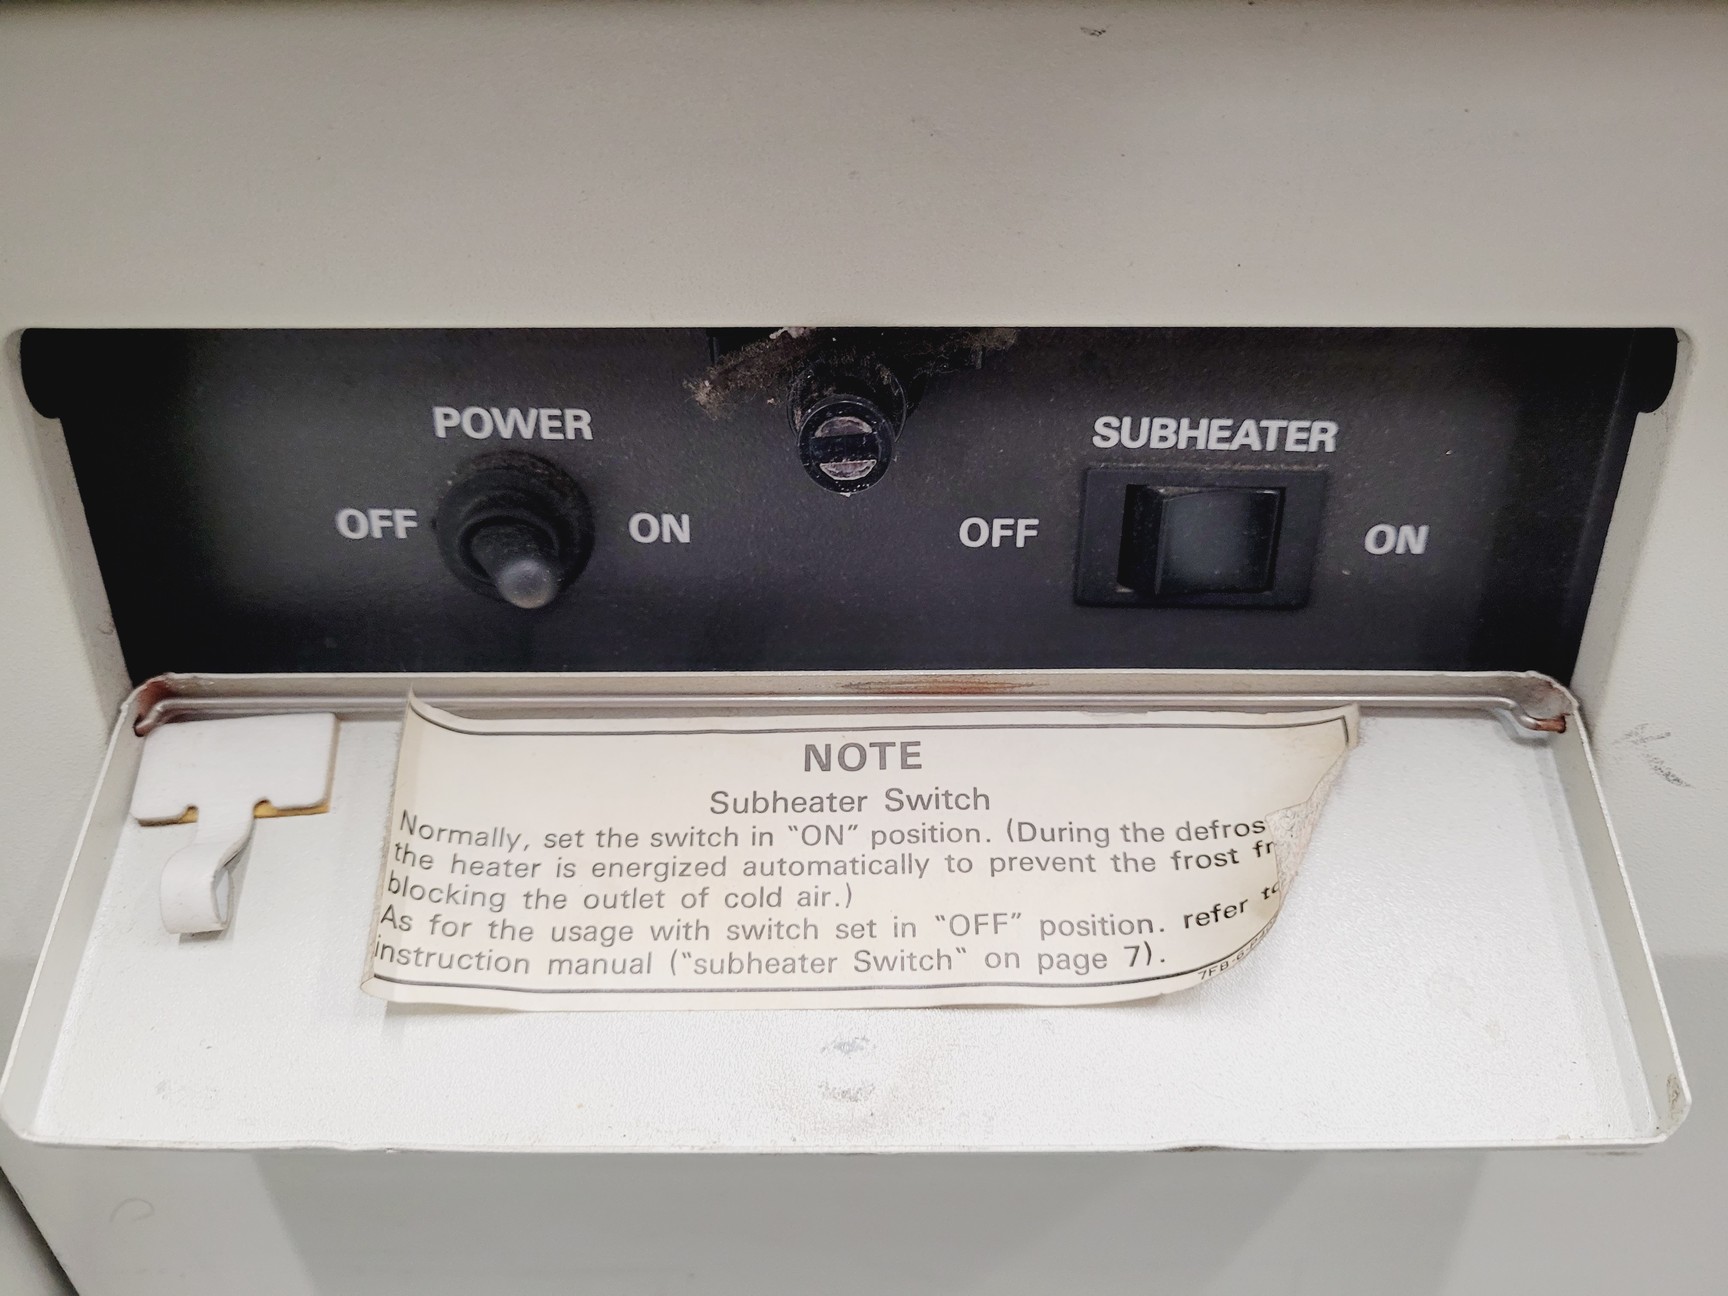 POWER
OFF
ON
SUBHEATER
OFF
ON
NOTE
Subheater Switch
Normally, set the switch in "ON" position. (During the defros
the heater is energized automatically to prevent the frost fr
blocking the outlet of cold air.)
As for the usage with switch set in "OFF" position. refer to
instruction manual ("subheater Switch" on page 7).